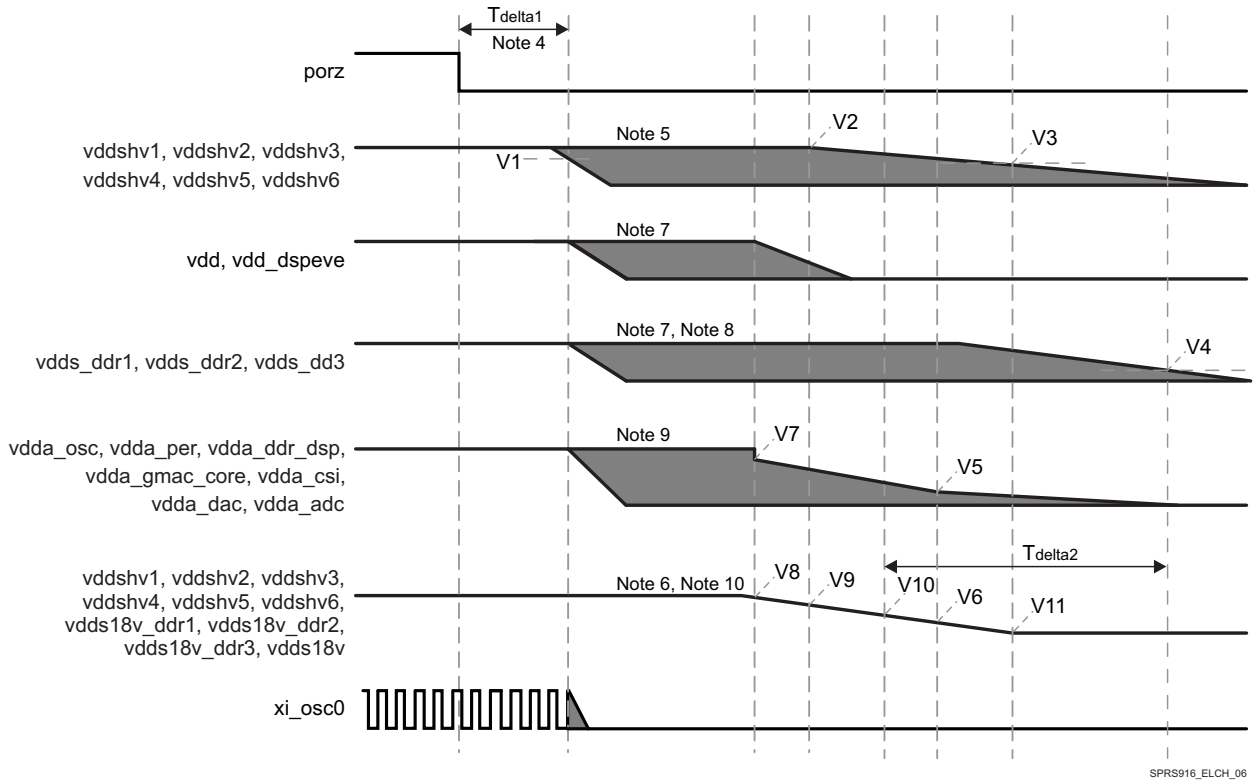 Tdelta1
Note 4
porz
vddshv1, vddshv2, vddshv3,
vddshv4, vddshv5, vddshv6
Note 5
V1
V2
V3
vdd, vdd_dspeve
Note 7
vdds_ddr1, vdds_ddr2, vdds_dd3
Note 7, Note 8
V4
vdda_osc, vdda_per, vdda_ddr_dsp,
vdda_gmac_core, vdda_csi,
vdda_dac, vdda_adc
Note 9
V7
V5
Tdelta2
vddshv1, vddshv2, vddshv3,
vddshv4, vddshv5, vddshv6,
vdds18v_ddr1, vdds18v_ddr2,
vdds18v_ddr3, vdds18v
Note 6, Note 10
V8
V9
V10
V6
V11
xi_osc0
SPRS916_ELCH_06